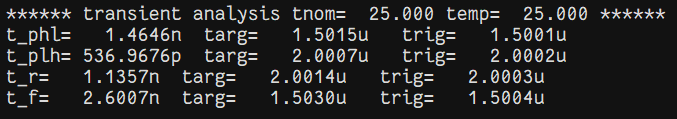 ****** transient analysis tnom= 25.000 temp= 25.000 ******
t_phl= 1.4646n targ= 1.5015u trig= 1.5001u
t_plh= 536.9676p targ= 2.0007u trig= 2.0002u
t_r= 1.1357n targ= 2.0014u trig= 2.0003u
t_f= 2.6007n targ= 1.5030u trig= 1.5004u